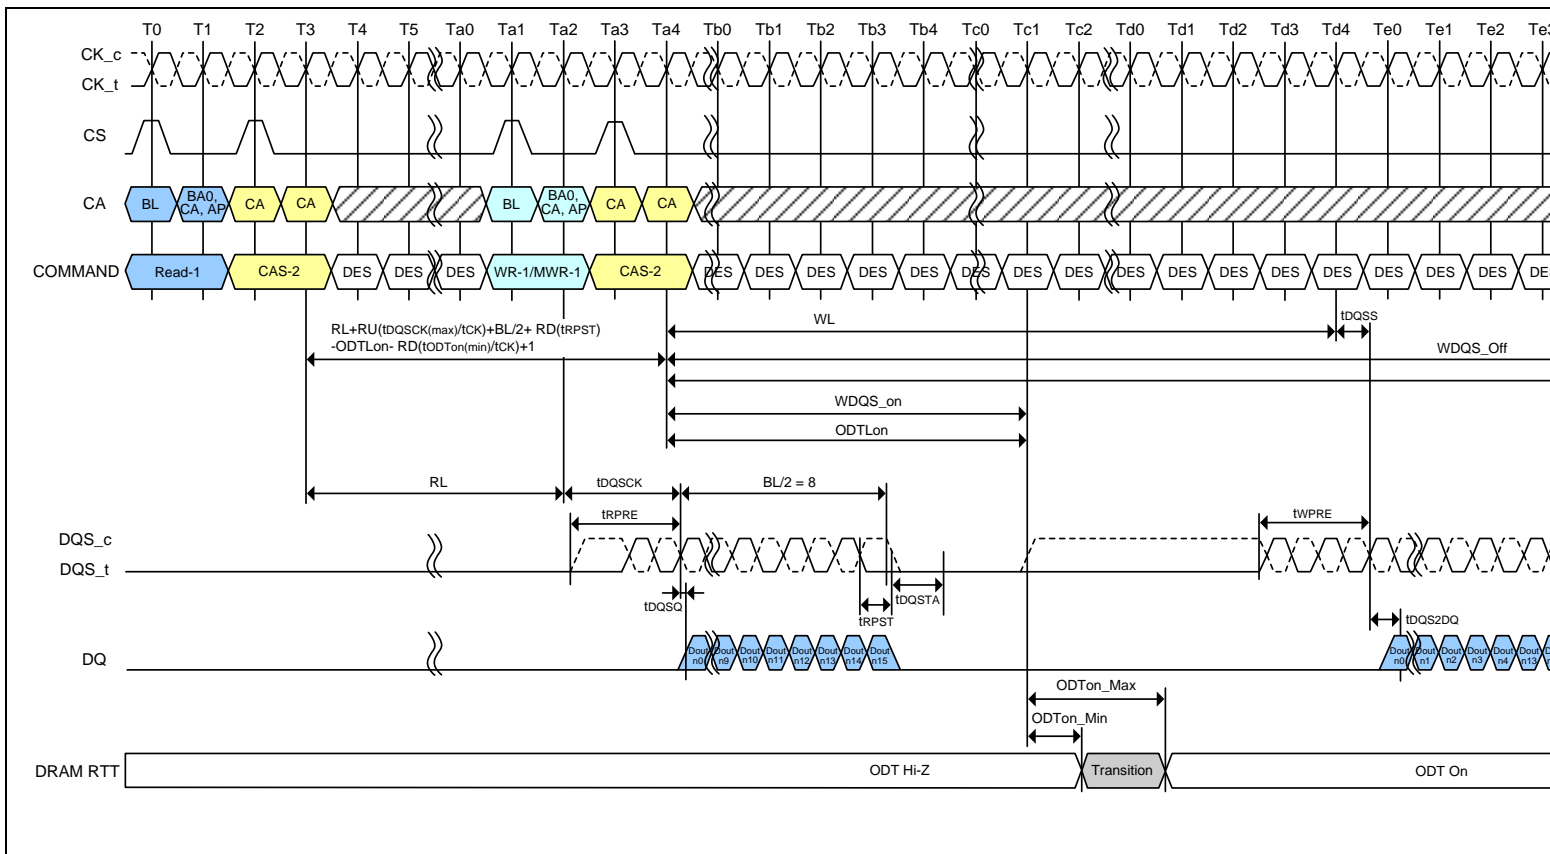 T0 T1 T2 T3 T4 T5 Ta0 Ta1 Ta2 Ta3 Ta4 Tb0 Tb1 Tb2 Tb3 Tb4 Tc0 Tc1 Tc2 Td0 Td1 Td2 Td3 Td4 Te0 Te1 Te2 Te3
CK_c
CK_t
CS
CA BL BA0, CA, AP CA CA BL BA0, CA, AP CA CA
COMMAND Read-1 CAS-2 DES DES DES WR-1/MWR-1 CAS-2 DES DES DES DES DES DES DES DES DES DES DES DES DES DES DES DES
tDQSS
WL
RL+RU(tDQSCK(max)/tCK)+BL/2+ RD(tRPST)
-ODTLon- RD(tODTon(min)/tCK)+1
WDQS_Off
WDQS_on
ODTLon
RL tDQSCK BL/2 = 8
tRPRE tWPRE
DQS_c
DQS_t
tDQSQ tDQSTA
tRPST tDQS2DQ
DQ Dout n0 Dout n9 Dout n10 Dout n11 Dout n12 Dout n13 Dout n14 Dout n15 Dout n0 Dout n1 Dout n2 Dout n3 Dout n4 Dout n13
ODTon_Max
ODTon_Min
DRAM RTT ODT Hi-Z Transition ODT On